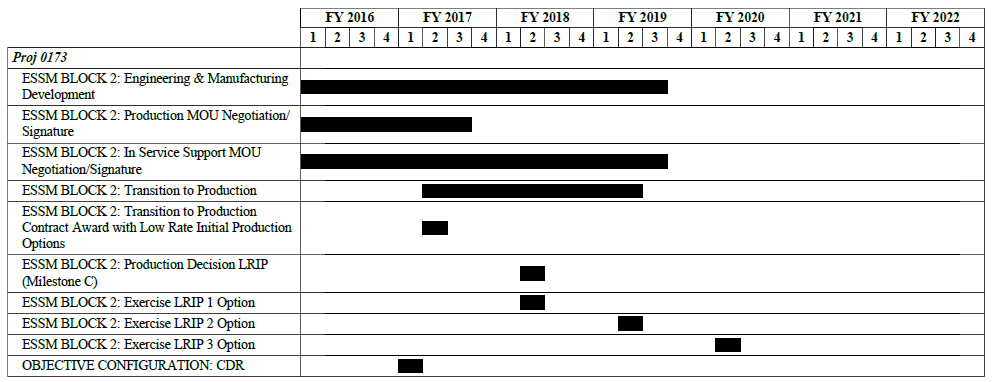 FY 2016 FY 2017 FY 2018 FY 2019 FY 2020 FY 2021 FY 2022
1 2 3 4 1 2 3 4 1 2 3 4 1 2 3 4 1 2 3 4 1 2 3 4 1 2 3 4
Proj 0173
ESSM BLOCK 2: Engineering & Manufacturing
Development
ESSM BLOCK 2: Production MOU Negotiation/
Signature
ESSM BLOCK 2: In Service Support MOU
Negotiation/Signature
ESSM BLOCK 2: Transition to Production
ESSM BLOCK 2: Transition to Production
Contract Award with Low Rate Initial Production
Options
ESSM BLOCK 2: Production Decision LRIP
(Milestone C)
ESSM BLOCK 2: Exercise LRIP 1 Option
ESSM BLOCK 2: Exercise LRIP 2 Option
ESSM BLOCK 2: Exercise LRIP 3 Option
OBJECTIVE CONFIGURATION: CDR